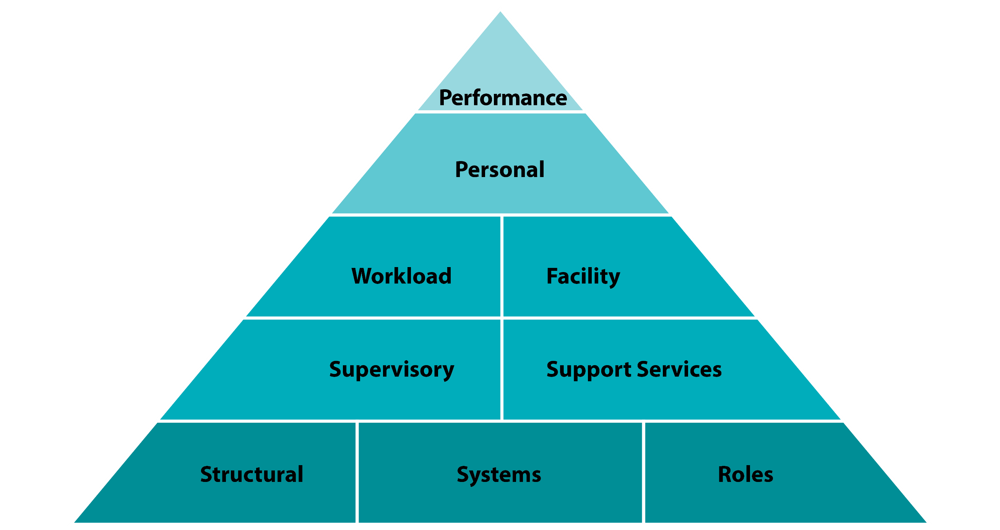 Performance
Personal
Workload
Facility
Supervisory
Support Services
Structural
Systems
Roles